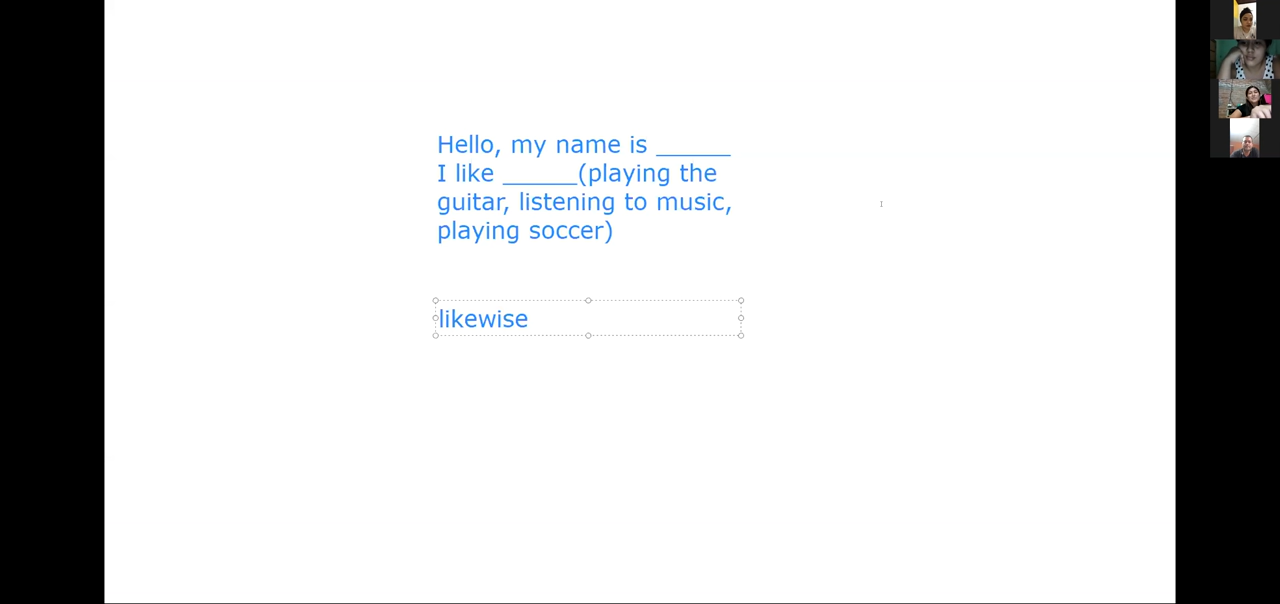 Hello, my name is ______
I like ______(playing the
guitar, listening to music,
playing soccer)
likewise